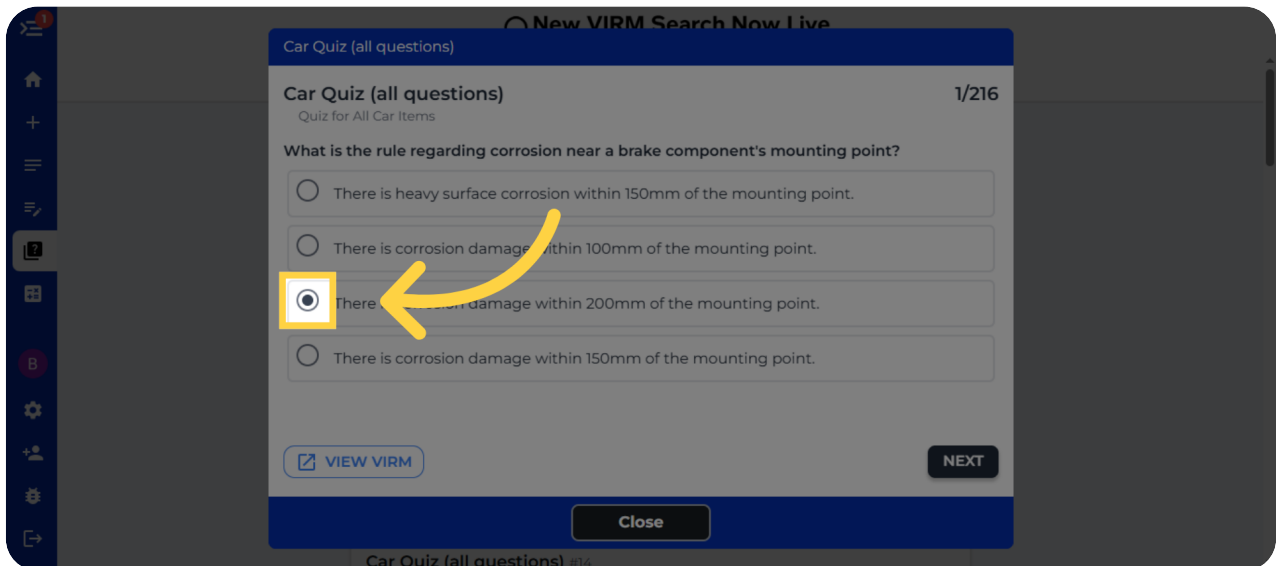 1
New VIRM Search Now Live
Car Quiz (all questions)
Car Quiz (all questions) 1/216
Quiz for All Car Items
What is the rule regarding corrosion near a brake component's mounting point?
There is heavy surface corrosion within 150mm of the mounting point.
There is corrosion damage within 100mm of the mounting point.
There corrosion damage within 200mm of the mounting point.
There is corrosion damage within 150mm of the mounting point.
B
VIEW VIRM
NEXT
Close
Car Quiz (all questions) #14